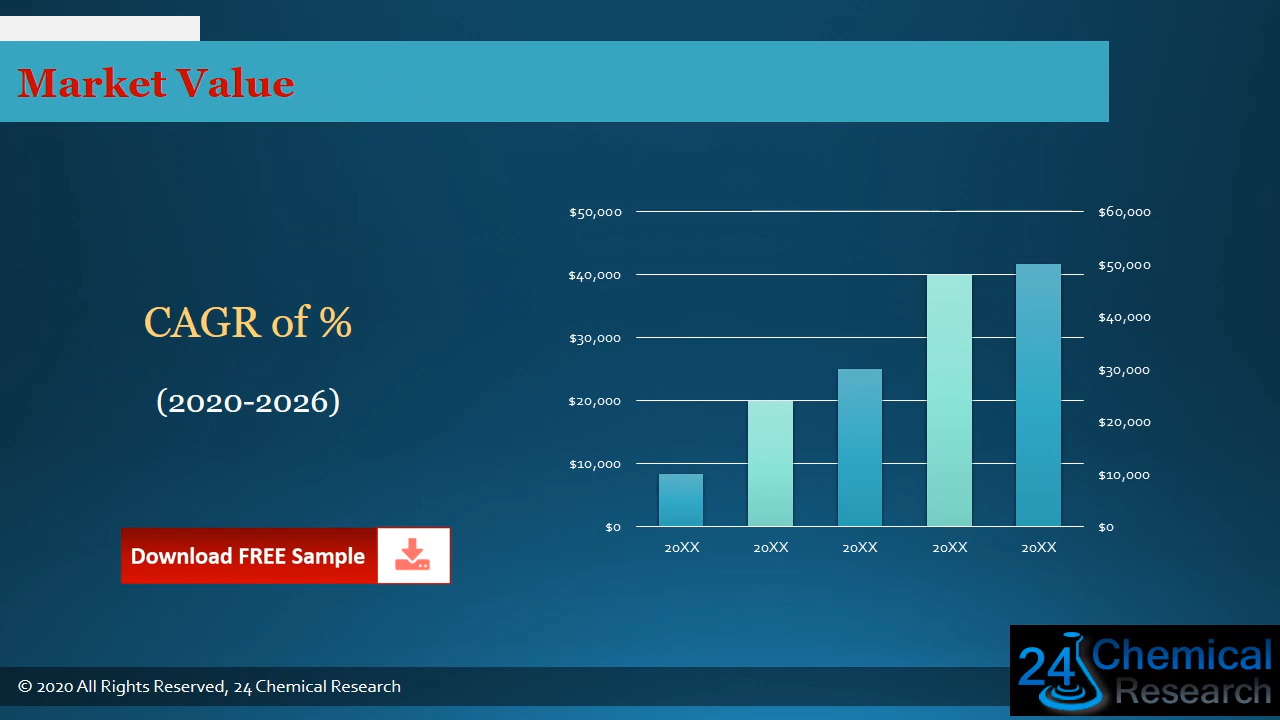 Market Value
CAGR of %
(2020-2026)
Download FREE Sample
$50,000
$40,000
$30,000
$20,000
$10,000
$0
$60,000
$50,000
$40,000
$30,000
$20,000
$10,000
$0
20XX 20XX 20XX 20XX 20XX
© 2020 All Rights Reserved, 24 Chemical Research
24 Chemical
Research